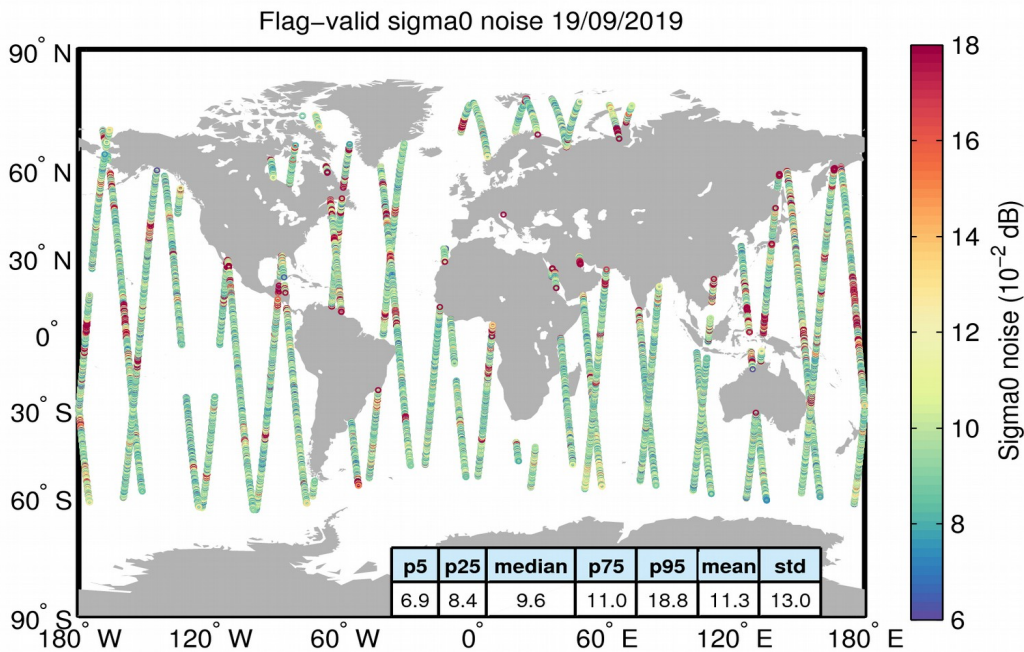 Flag−valid sigma0 noise 19/09/2019
90° N
60° N
30° N
0°
30° S
60° S
90° S
180° W
120° W
60° W
0°
60° E
120° E
180° E
p5 p25 median p75 p95 mean std
6.9 8.4 9.6 11.0 18.8 11.3 13.0
18
16
14
12
10
8
6
Sigma0 noise (10⁻² dB)